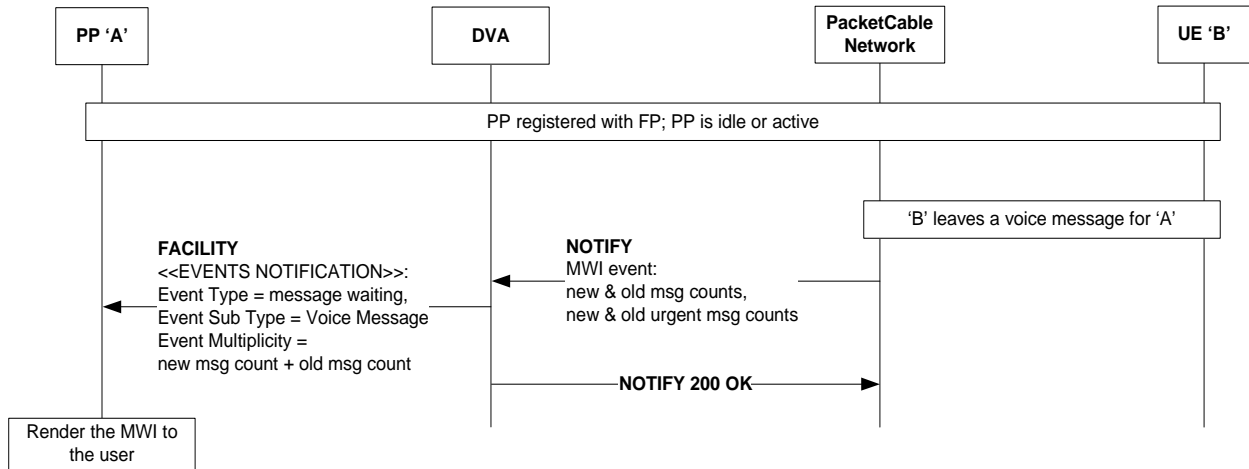 PP ‘A’
DVA
PacketCable
Network
UE ‘B’
PP registered with FP; PP is idle or active
‘B’ leaves a voice message for ‘A’
FACILITY
<<EVENTS NOTIFICATION>>:
Event Type = message waiting,
Event Sub Type = Voice Message
Event Multiplicity =
new msg count + old msg count
NOTIFY
MWI event:
new & old msg counts,
new & old urgent msg counts
NOTIFY 200 OK
Render the MWI to
the user